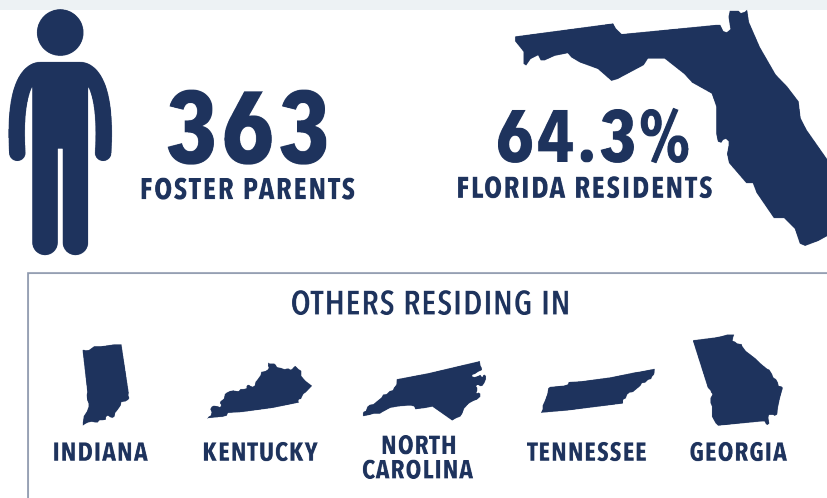 363
FOSTER PARENTS
64.3%
FLORIDA RESIDENTS
OTHERS RESIDING IN
INDIANA
KENTUCKY
NORTH
CAROLINA
TENNESSEE
GEORGIA